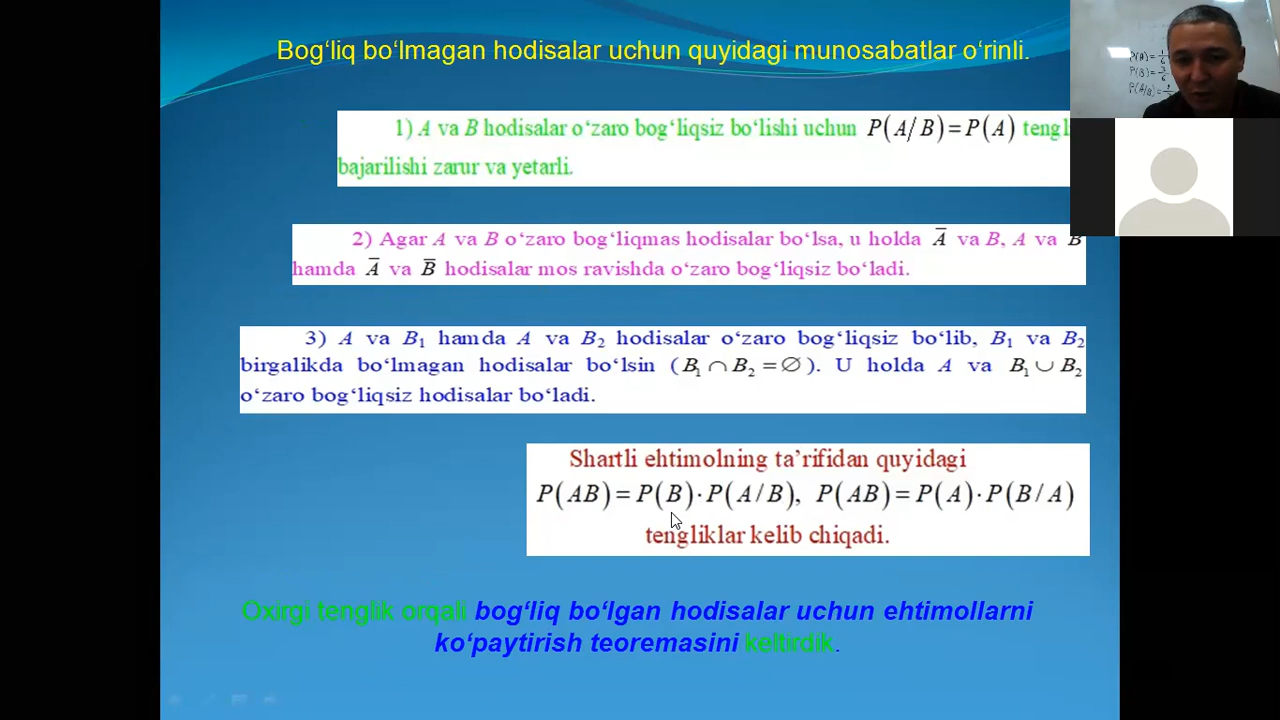 Bog‘liq bo‘lmagan hodisalar uchun quyidagi munosabatlar o‘rinli.
1) A va B hodisalar o‘zaro bog‘liqsiz bo‘lishi uchun P(A/B)=P(A)
bajarilishi zarur va yetarli.
2) Agar A va B o‘zaro bog‘liqmas hodisalar bo‘lsa, u holda A̅ va B, A va B̅
hamda A̅ va B̅ hodisalar mos ravishda o‘zaro bog‘liqsiz bo‘ladi.
3) A va B₁ hamda A va B₂ hodisalar o‘zaro bog‘liqsiz bo‘lib, B₁ va B₂
birgalikda bo‘lmagan hodisalar bo‘lsin (B₁∩B₂=∅). U holda A va B₁∪B₂
o‘zaro bog‘liqsiz hodisalar bo‘ladi.
Shartli ehtimolning ta’rifidan quyidagi
P(AB)=P(B)·P(A/B), P(AB)=P(A)·P(B/A)
tengliklar kelib chiqadi.
Oxirgi tenglik orqali bog‘liq bo‘lgan hodisalar uchun ehtimollarni
ko‘paytirish teoremasini keltirdik.
P(A)=
P(B)=
P(A/B)=